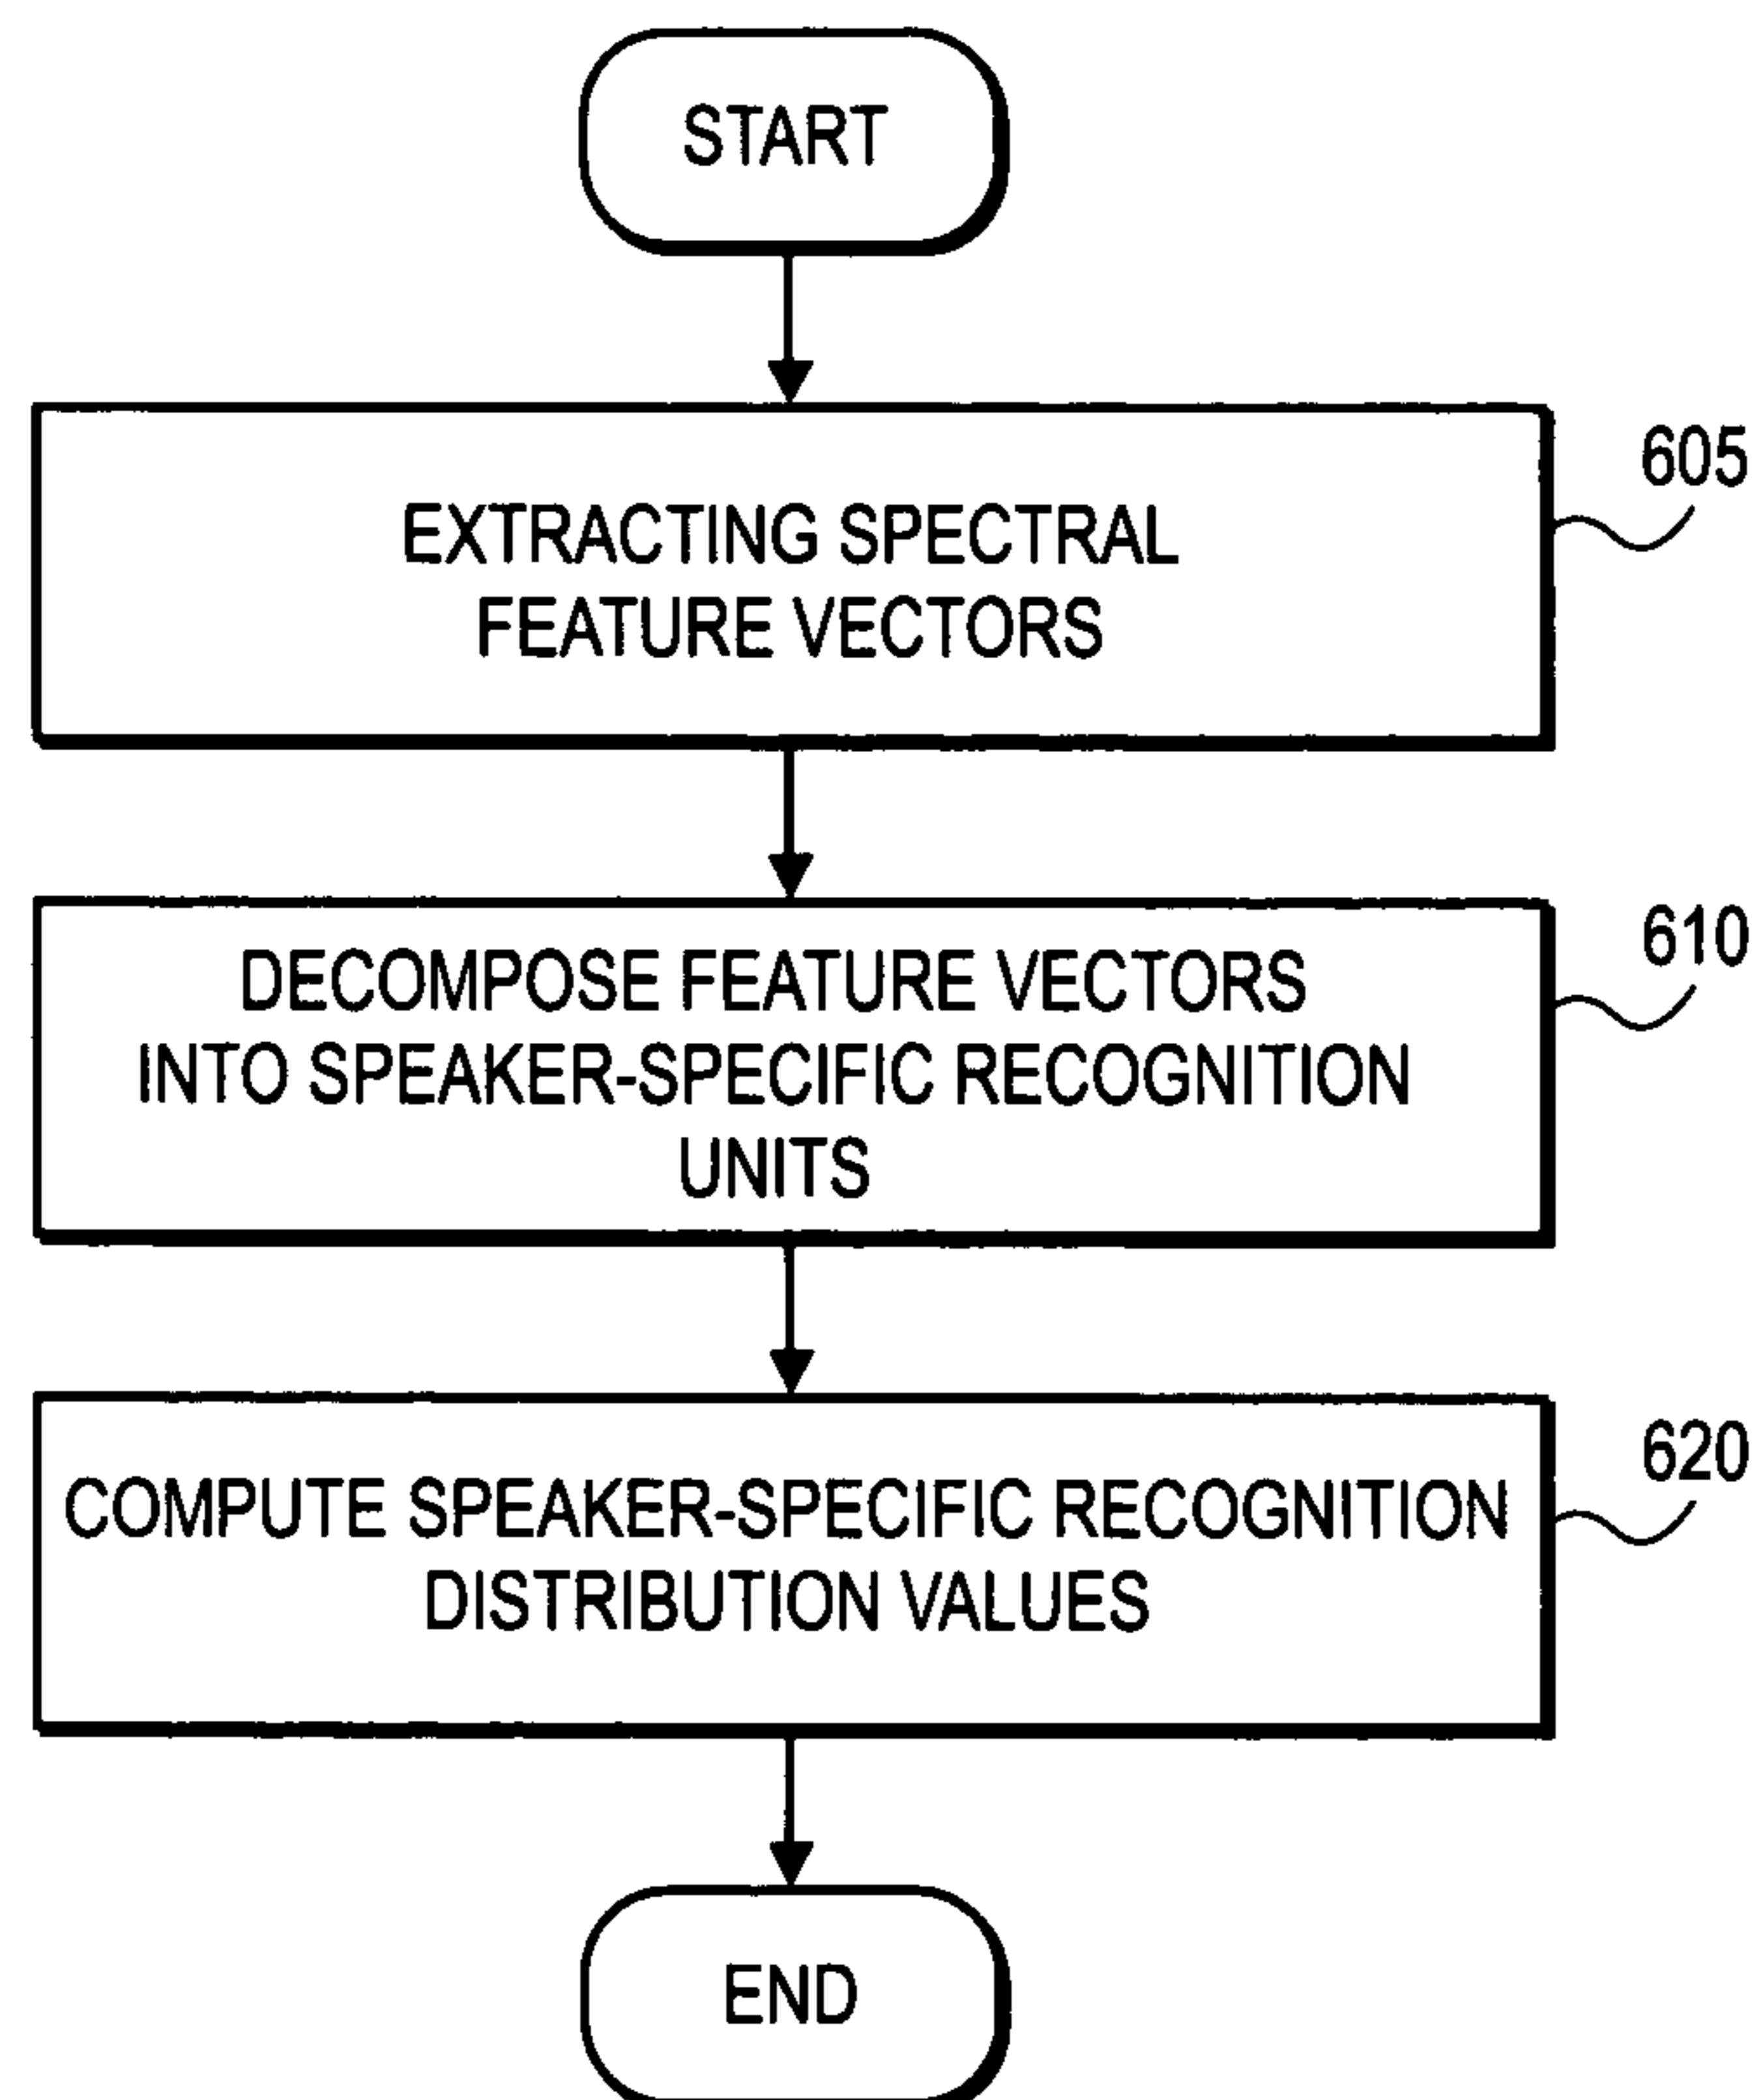 START
605
EXTRACTING SPECTRAL
FEATURE VECTORS
610
DECOMPOSE FEATURE VECTORS
INTO SPEAKER-SPECIFIC RECOGNITION
UNITS
620
COMPUTE SPEAKER-SPECIFIC RECOGNITION
DISTRIBUTION VALUES
END